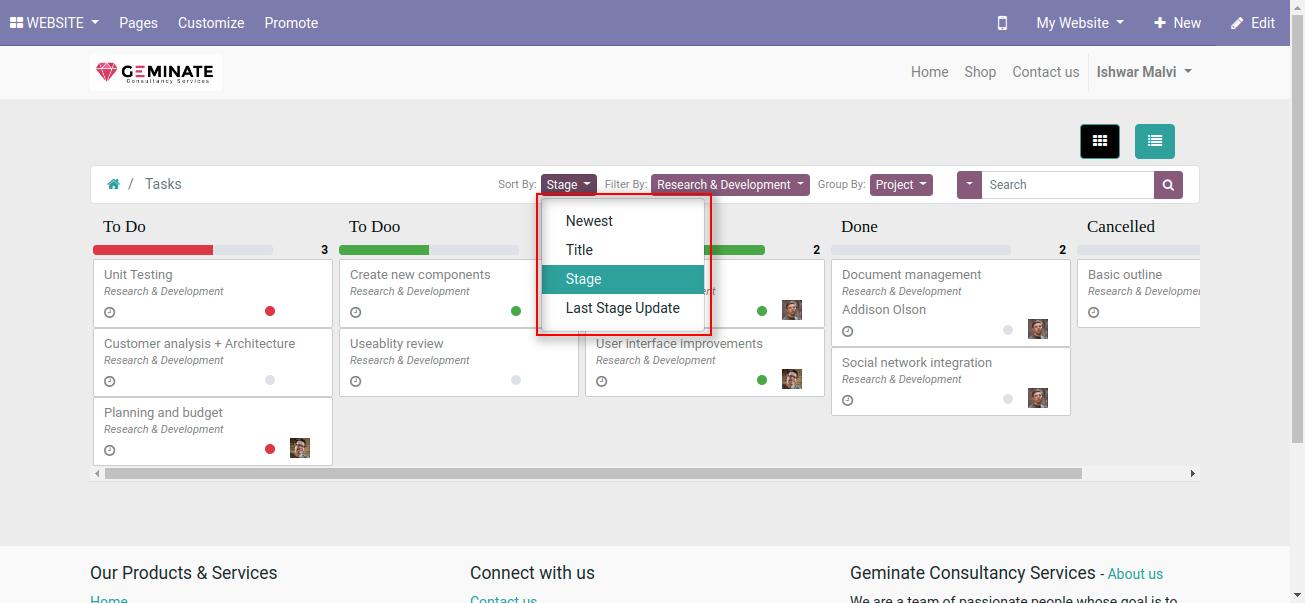 WEBSITE Pages Customize Promote My Website New Edit
GEMINATE
Consultancy Services
Home Shop Contact us Ishwar Malvi
/ Tasks Sort By: Stage Filter By: Research & Development Group By: Project Search
Newest
Title
Stage
Last Stage Update
To Do
3
Unit Testing
Research & Development
Customer analysis + Architecture
Research & Development
Planning and budget
Research & Development
To Doo
Create new components
Research & Development
Useablity review
Research & Development
2
User interface improvements
Research & Development
Done
2
Document management
Research & Development
Addison Olson
Social network integration
Research & Development
Cancelled
Basic outline
Research & Developme
Our Products & Services
Home
Connect with us
Contact us
Geminate Consultancy Services - About us
We are a team of passionate people whose goal is to